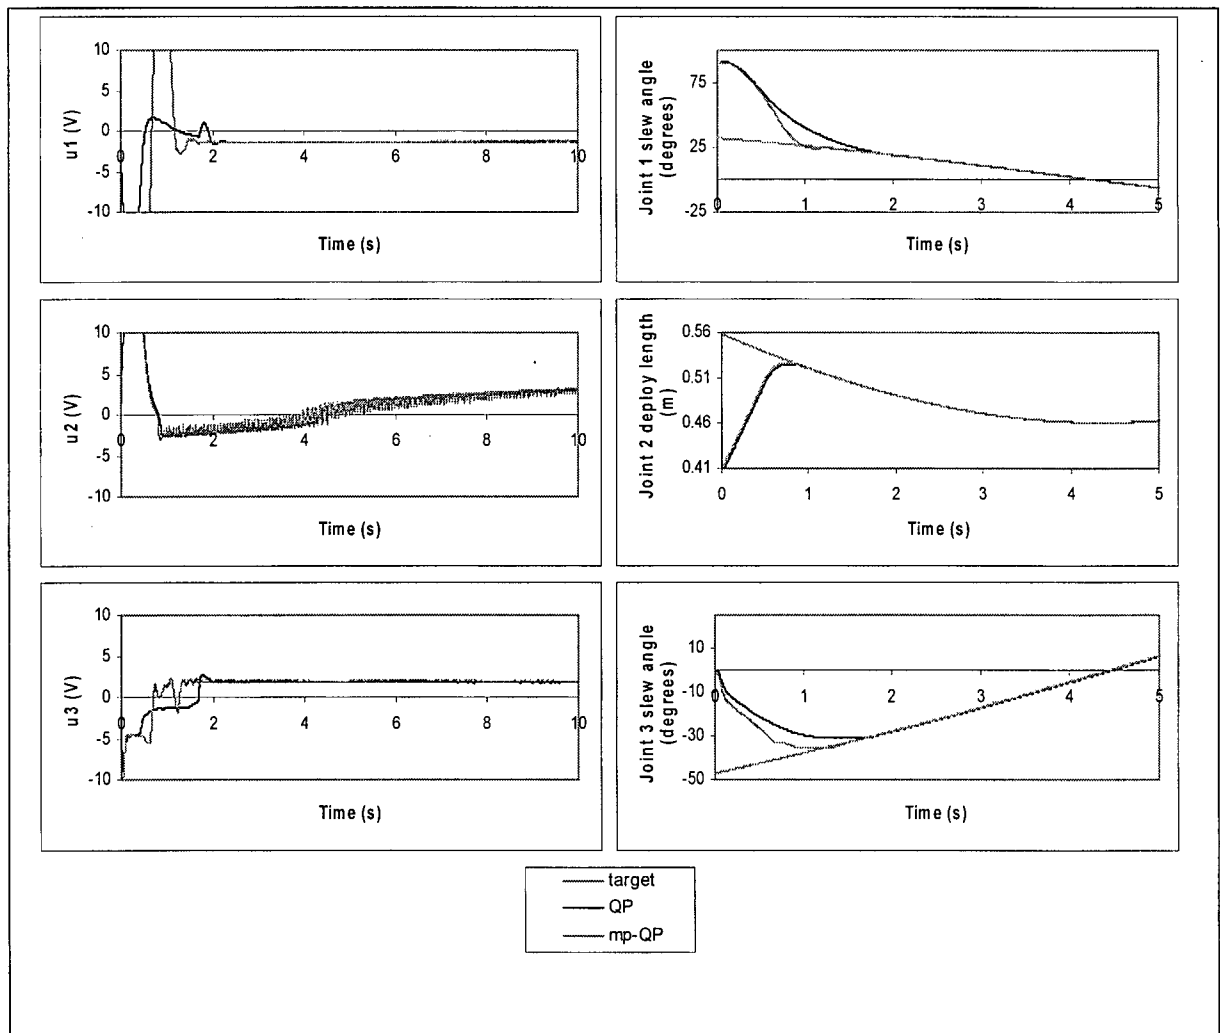 10
5
0
-5
-10
u1 (V)
0 2 4 6 8 10
Time (s)
75
25
-25
Joint 1 slew angle
(degrees)
0 1 2 3 4 5
Time (s)
10
5
0
-5
-10
u2 (V)
0 2 4 6 8 10
Time (s)
0.56
0.51
0.46
0.41
Joint 2 deploy length
(m)
0 1 2 3 4 5
Time (s)
10
5
0
-5
-10
u3 (V)
0 2 4 6 8 10
Time (s)
10
-10
-30
-50
Joint 3 slew angle
(degrees)
0 1 2 3 4 5
Time (s)
target
QP
mp-QP